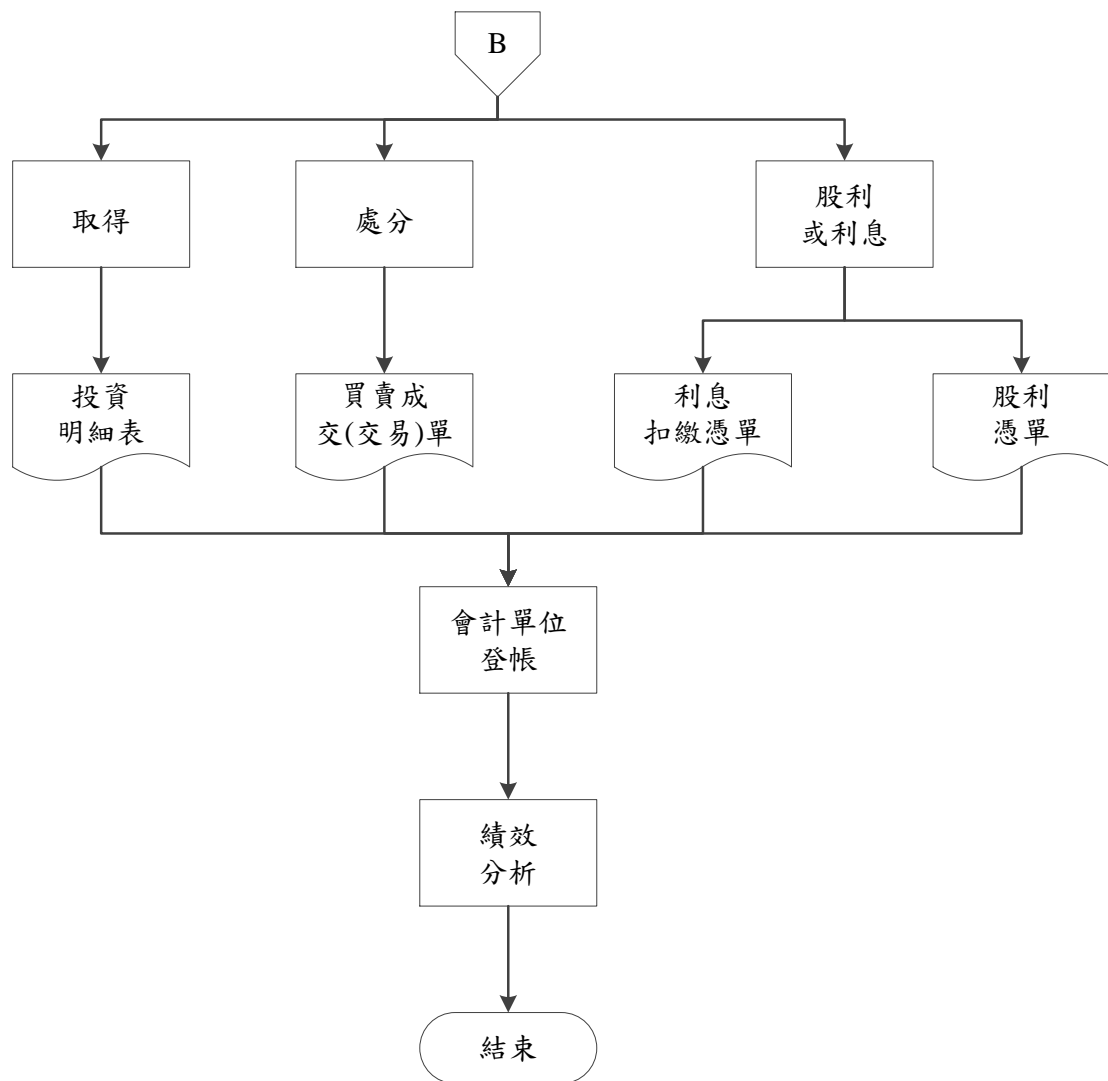 B
取得
處分
股利
或利息
投資
明細表
買賣成
交(交易)單
利息
扣繳憑單
股利
憑單
會計單位
登帳
績效
分析
結束